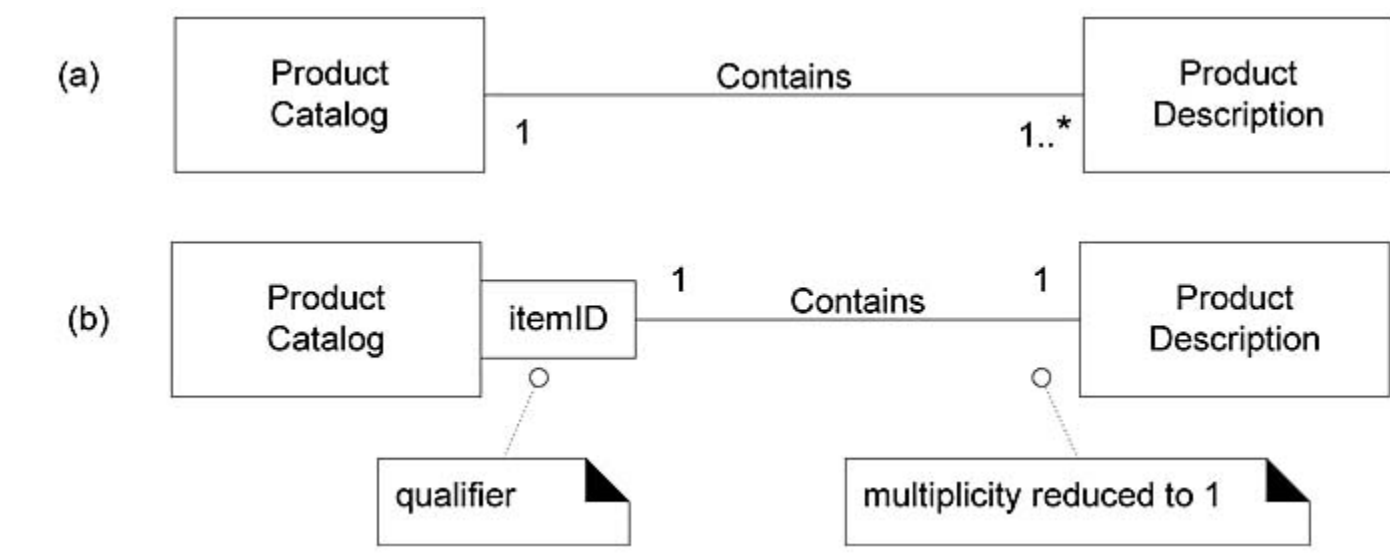 (a)
Product
Catalog
Contains
1
1..*
Product
Description
(b)
Product
Catalog
itemID
1
Contains
1
Product
Description
qualifier
multiplicity reduced to 1